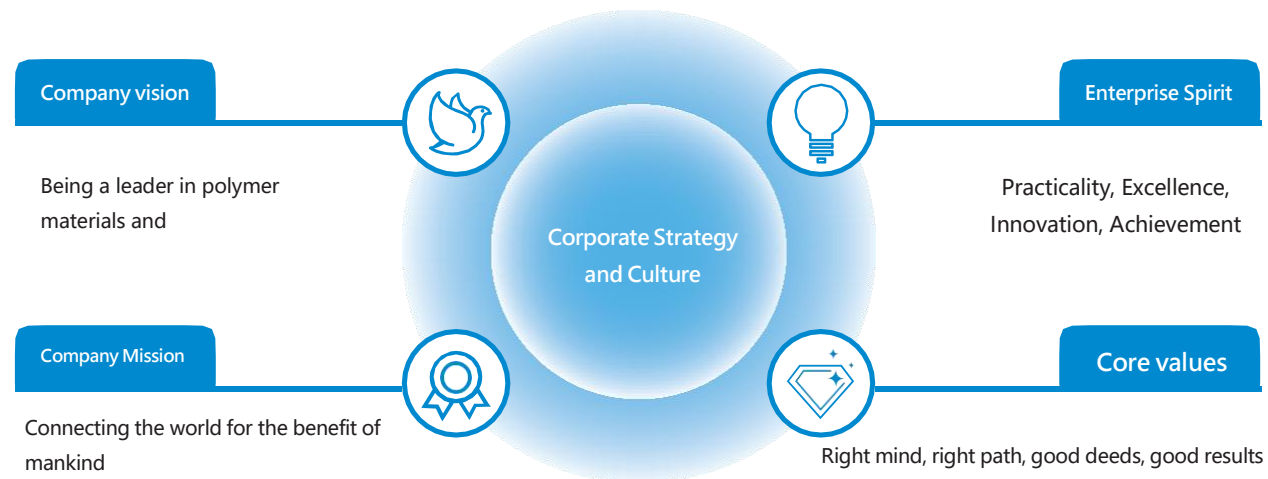 Company vision
Being a leader in polymer
materials and
Enterprise Spirit
Practicality, Excellence,
Innovation, Achievement
Corporate Strategy
and Culture
Company Mission
Connecting the world for the benefit of
mankind
Core values
Right mind, right path, good deeds, good results